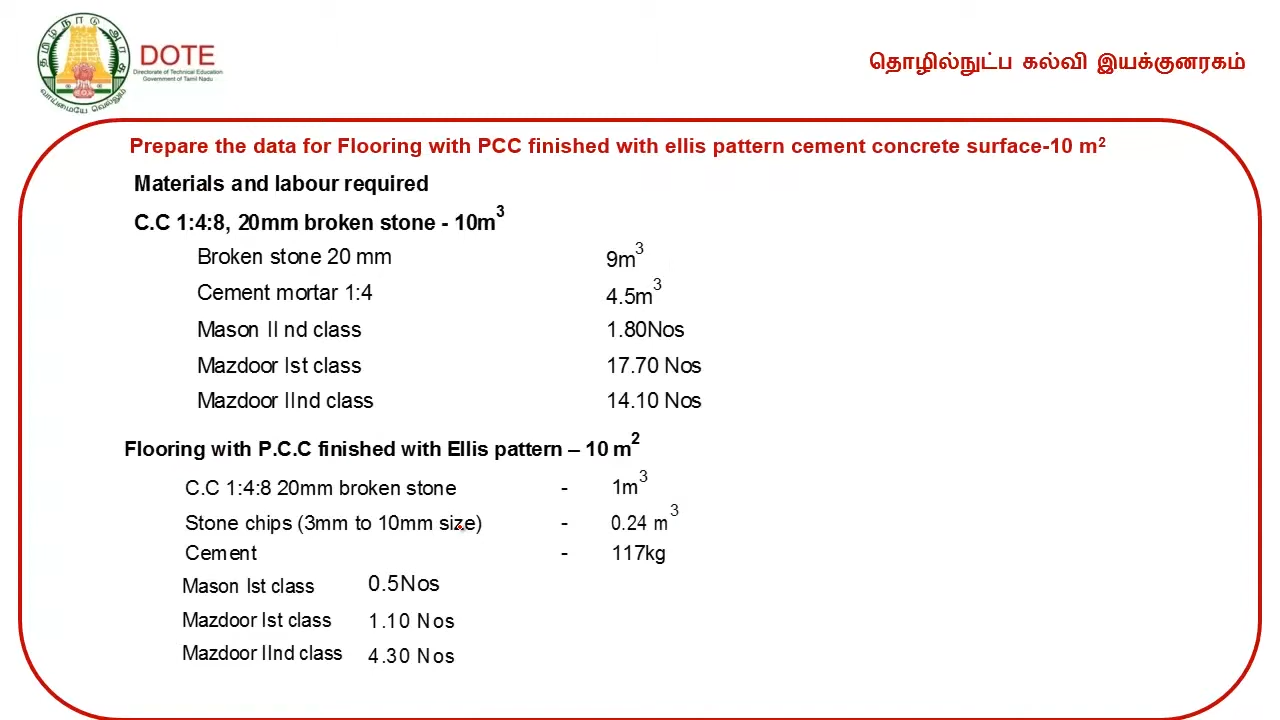 DOTE
Directorate of Technical Education
Government of Tamil Nadu
தொழில்நுட்ப கல்வி இயக்குனரகம்
தமிழ்நாடு அரசு
வாய்மையே வெல்லும்
Prepare the data for Flooring with PCC finished with ellis pattern cement concrete surface-10 m²
Materials and labour required
C.C 1:4:8, 20mm broken stone - 10m³
Broken stone 20 mm 9m³
Cement mortar 1:4 4.5m³
Mason II nd class 1.80Nos
Mazdoor Ist class 17.70 Nos
Mazdoor IInd class 14.10 Nos
Flooring with P.C.C finished with Ellis pattern – 10 m²
C.C 1:4:8 20mm broken stone - 1m³
Stone chips (3mm to 10mm size) - 0.24 m³
Cement - 117kg
Mason Ist class 0.5Nos
Mazdoor Ist class 1.10 Nos
Mazdoor IInd class 4.30 Nos